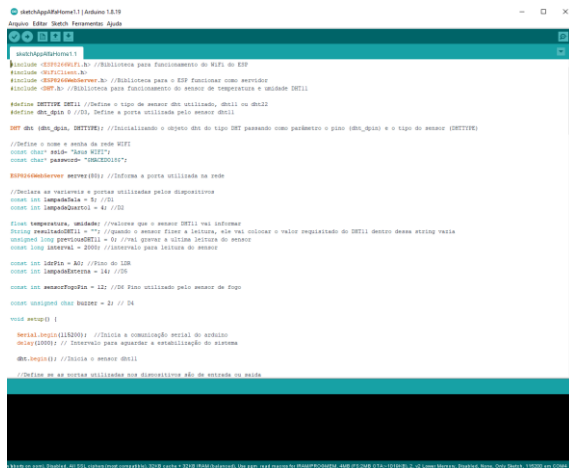 sketchAppAlfaHome1.1 | Arduino 1.8.19
Arquivo Editar Sketch Ferramentas Ajuda
sketchAppAlfaHome1.1
#include <ESP8266WiFi.h> //Biblioteca para funcionamento do WiFi do ESP
#include <WiFiClient.h>
#include <ESP8266WebServer.h> //Biblioteca para o ESP funcionar como servidor
#include <DHT.h> //Biblioteca para funcionamento do sensor de temperatura e umidade DHT11
#define DHTTYPE DHT11 //Define o tipo de sensor dht utilizado, dht11 ou dht22
#define dht_dpin 0 //D3, Define a porta utilizada pelo sensor dht11
DHT dht (dht_dpin, DHTTYPE); //Inicializando o objeto dht do tipo DHT passando como parâmetro o pino (dht_dpin) e o tipo do sensor (DHTTYPE)
//Define o nome e senha da rede WIFI
const char* ssid= "Asus WIFI";
const char* password=
ESP8266WebServer server(80); //Informa a porta utilizada na rede
//Declara as variaveis e portas utilizadas pelos dispositivos
const int lampadaSala = 5; //D1
const int lampadaQuarto1 = 4; //D2
float temperatura, umidade; //valores que o sensor DHT11 vai informar
String resultadoDHT11 = ""; //quando o sensor fizer a leitura, ele vai colocar o valor requisitado do DHT11 dentro dessa string varia
unsigned long previousDHT11 = 0; //vai gravar a ultima leitura do sensor
const long interval = 2000; //intervalo para leitura do sensor
const int ldrPin = A0; //Pino do LDR
const int lampadaExterna = 14; //D5
const int sensorFogoPin = 12; //D6 Pino utilizado pelo sensor de fogo
const unsigned char buzzer = 2; // D4
void setup() {
Serial.begin(115200); //Inicia a comunicação serial do arduino
delay(1000); // Intervalo para aguardar a estabilização do sistema
dht.begin(); //Inicia o sensor dht11
//Define se as portas utilizadas nos dispositivos são de entrada ou saida